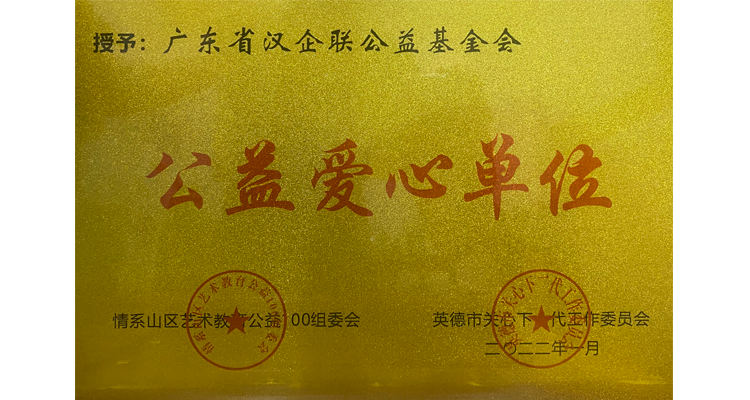 授予：广东省汉企联公益基金会
公益爱心单位
情系山区艺术教育公益100组委会
英德市关心下一代工作委员会
二〇二二年一月